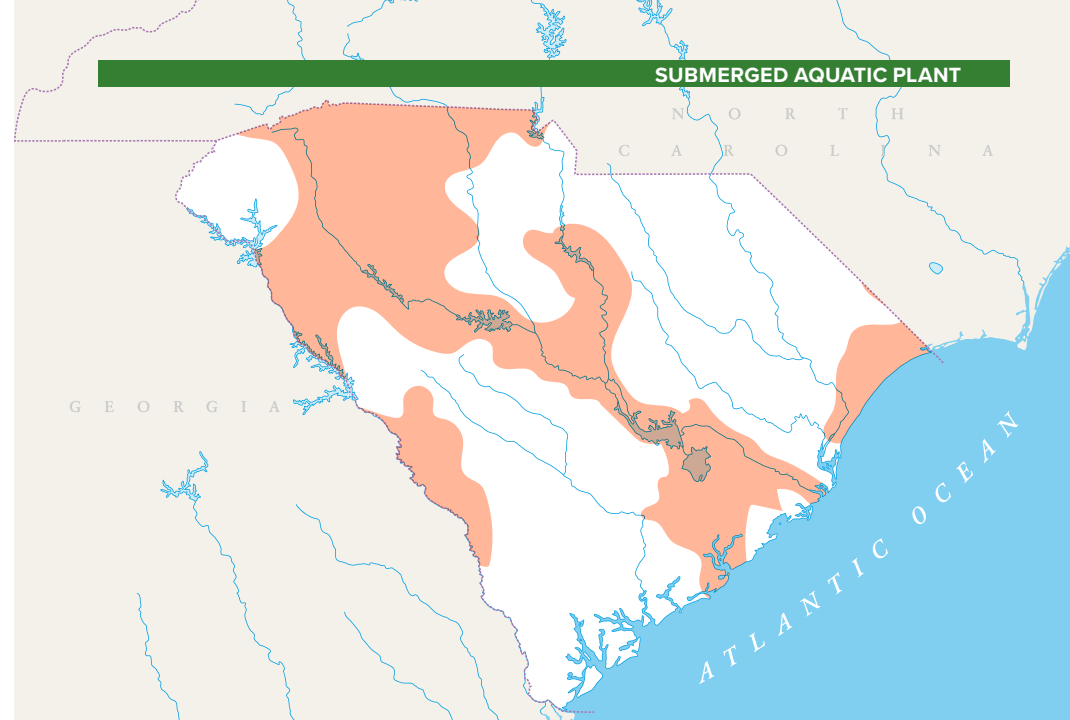 SUBMERGED AQUATIC PLANT
NORTH
CAROLINA
GEORGIA
ATLANTIC OCEAN